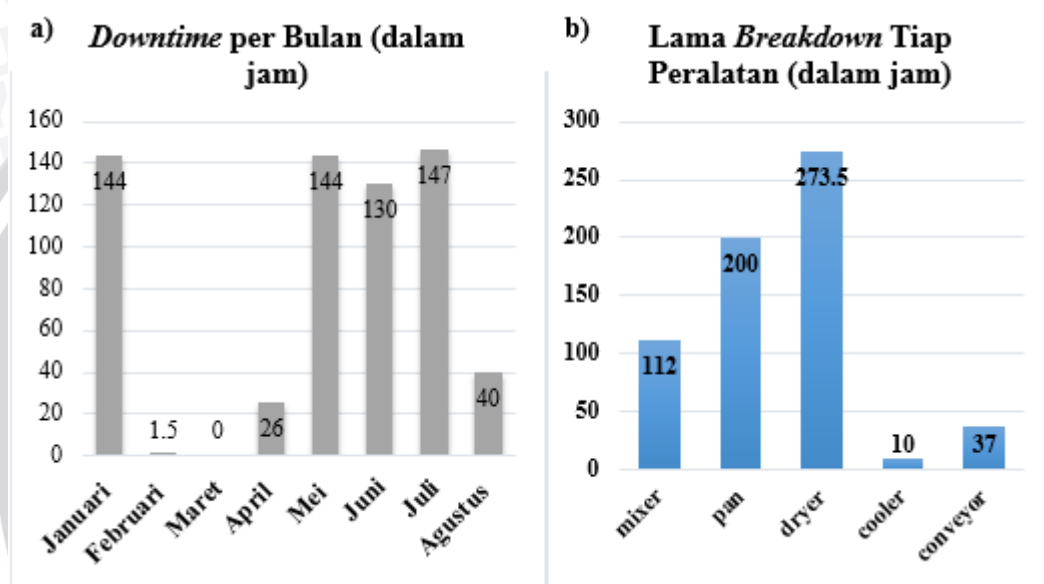 a) Downtime per Bulan (dalam
jam)
160
140
120
100
80
60
40
20
0
144
1.5
0
26
144
130
147
40
Januari
Februari
Maret
April
Mei
Juni
Juli
Agustus
b) Lama Breakdown Tiap
Peralatan (dalam jam)
300
250
200
150
100
50
0
112
200
273.5
10
37
mixer
pan
dryer
cooler
conveyor